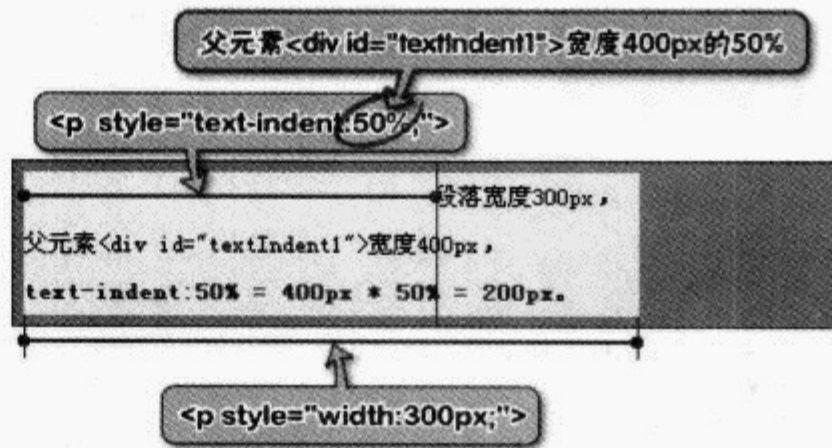 父元素<div id="textIndent1">宽度400px的50%
<p style="text-indent:50%;">
段落宽度300px，
父元素<div id="textIndent1">宽度400px，
text-indent:50% = 400px * 50% = 200px。
<p style="width:300px;">